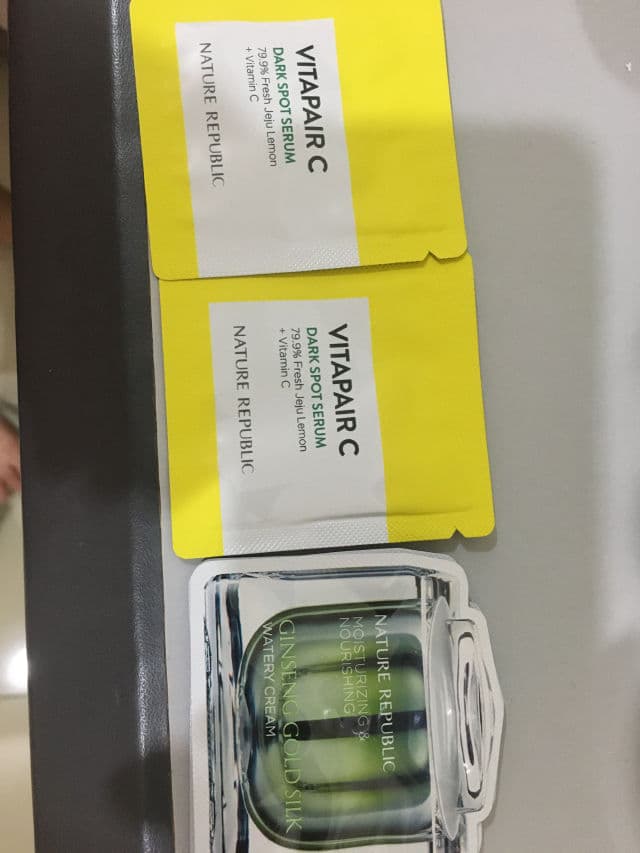 VITAPAIR C
DARK SPOT SERUM
79.9% Fresh Jeju Lemon
+ Vitamin C
NATURE REPUBLIC
VITAPAIR C
DARK SPOT SERUM
79.9% Fresh Jeju Lemon
+ Vitamin C
NATURE REPUBLIC
NATURE REPUBLIC
MOISTURIZING &
NOURISHING
GINSENG GOLD SILK
WATERY CREAM